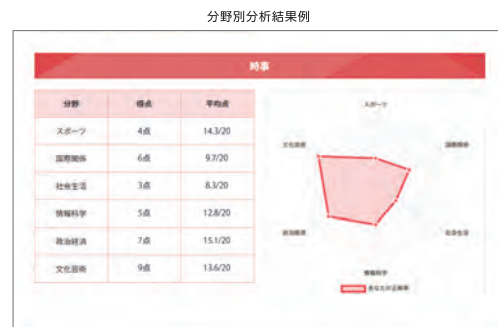 分野別分析結果例
時事
分野 得点 平均点
スポーツ 4点 14.3/20
国際関係 6点 9.7/20
社会生活 3点 8.3/20
情報科学 5点 12.8/20
政治経済 7点 15.1/20
文化芸術 9点 13.6/20
スポーツ
文化芸術 国際関係
政治経済 社会生活
情報科学
あなたの正解率